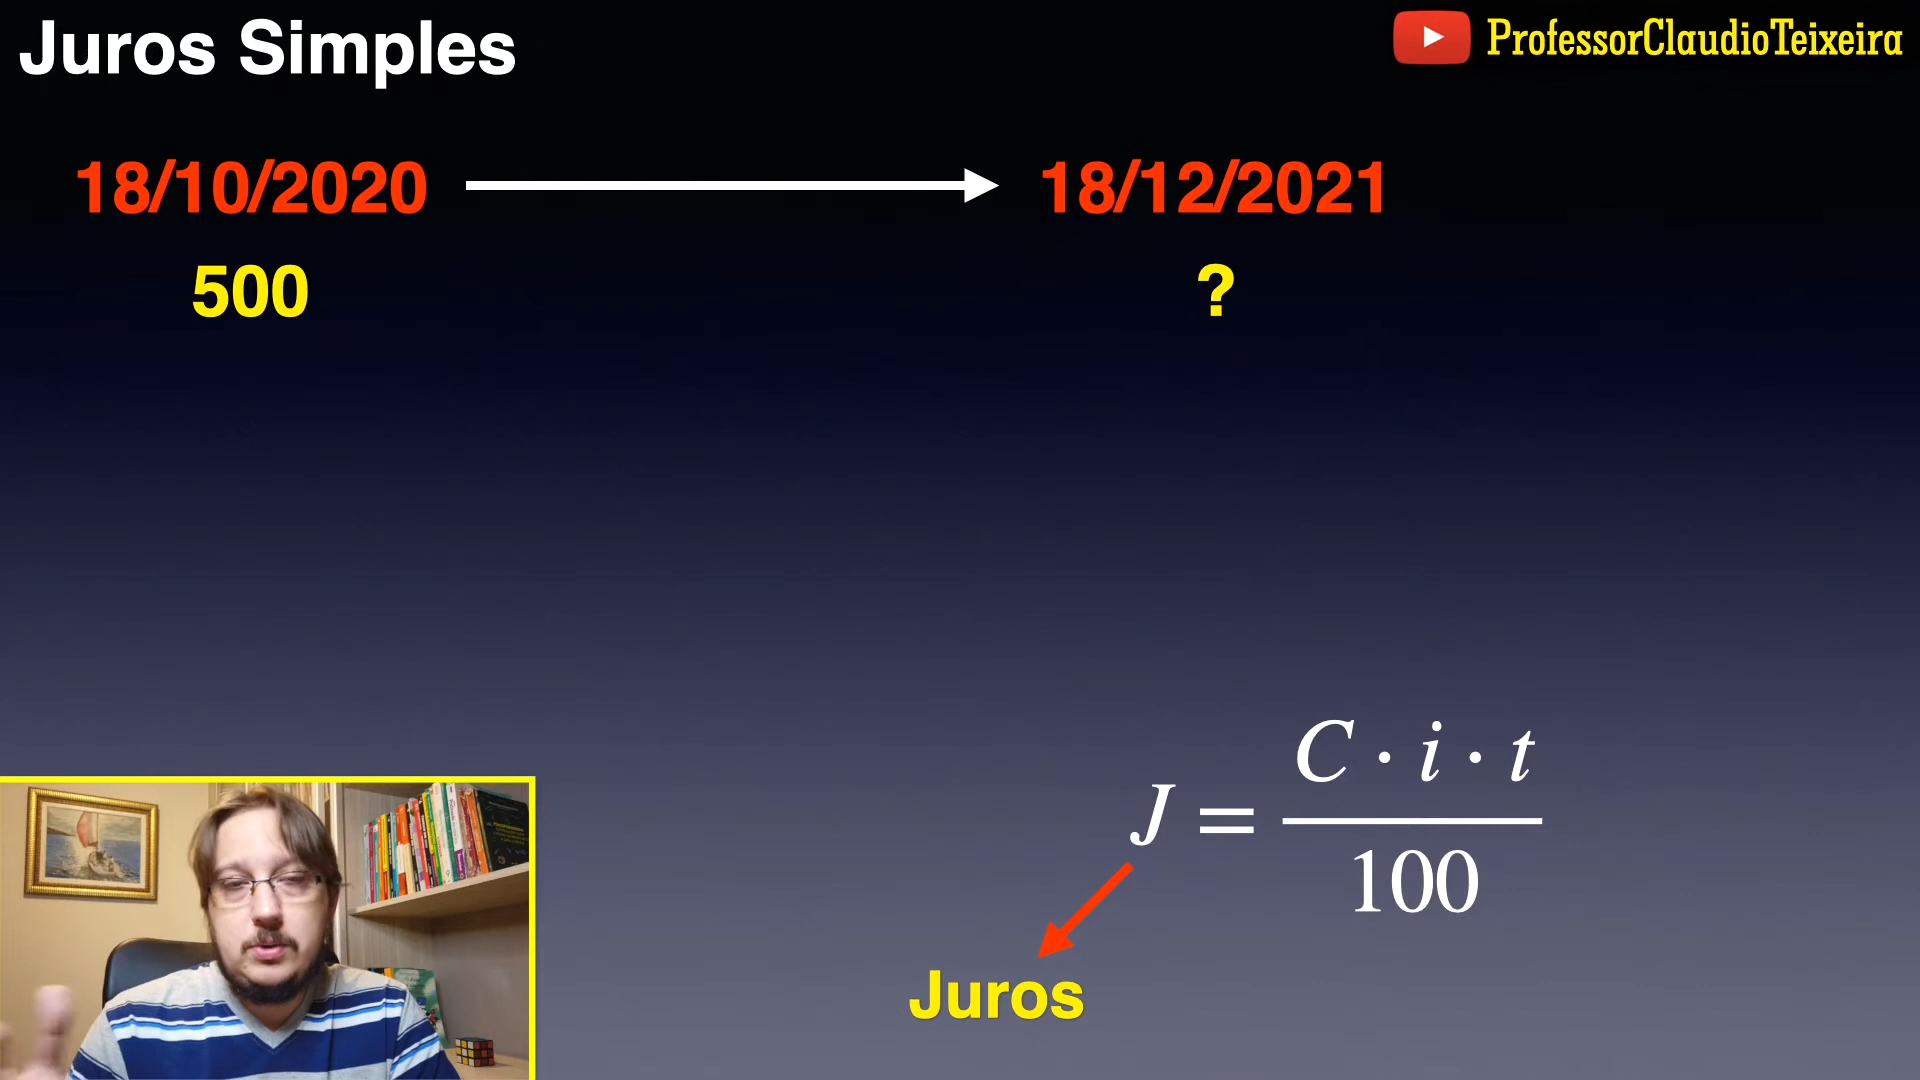 Juros Simples
ProfessorClaudioTeixeira
18/10/2020 18/12/2021
500 ?
J = C · i · t / 100
Juros